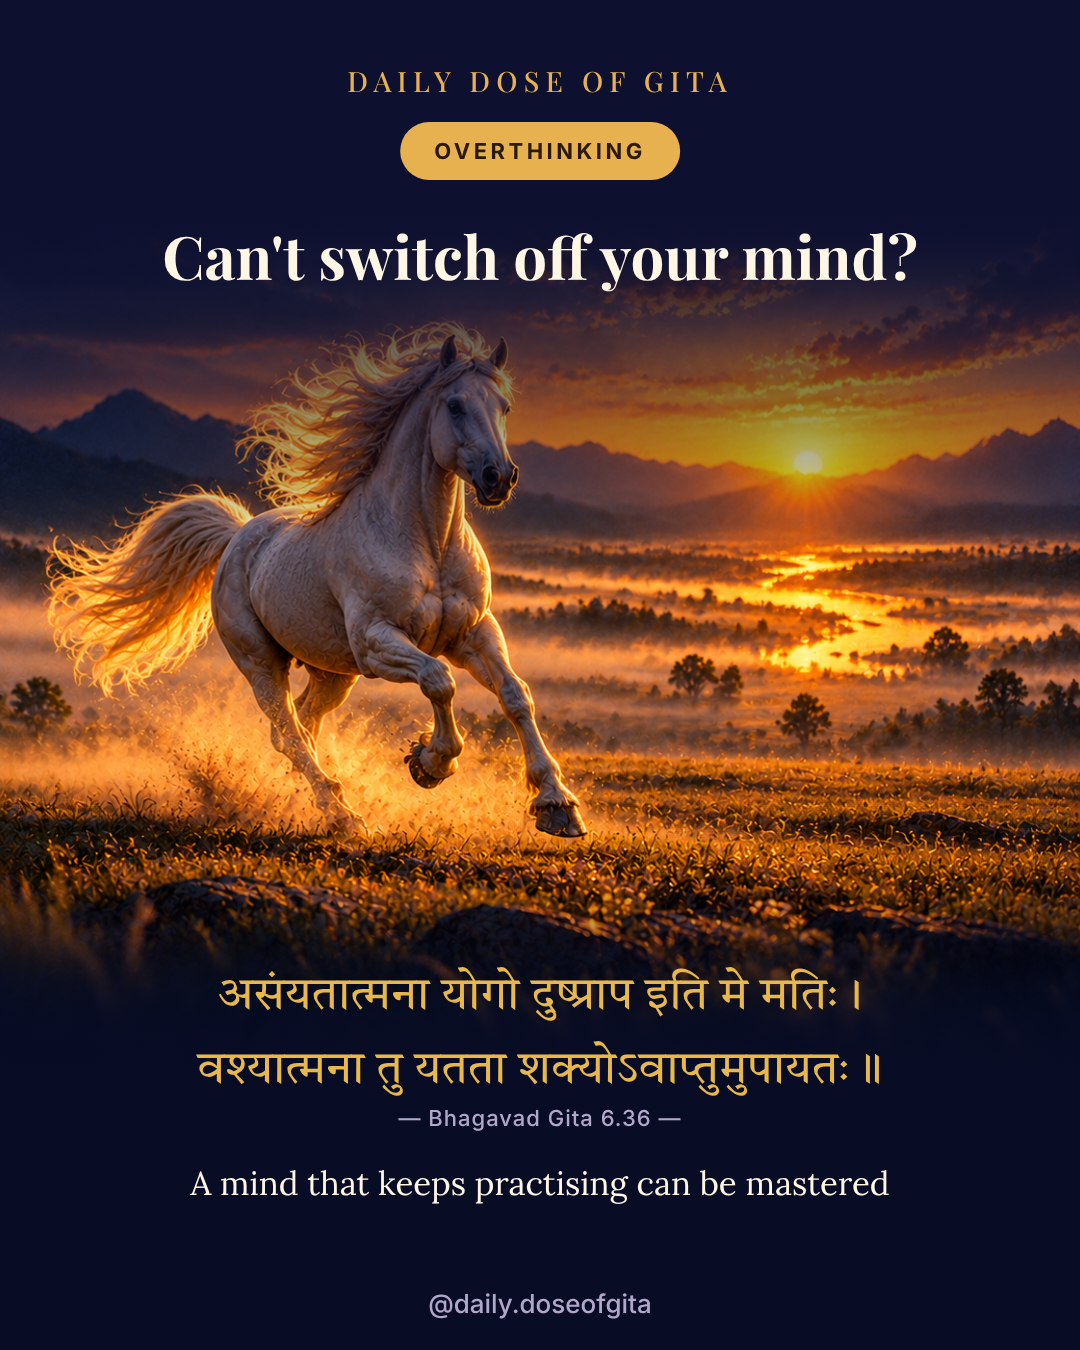 DAILY DOSE OF GITA
OVERTHINKING
Can't switch off your mind?
असंयतात्मना योगो दुष्प्राप इति मे मतिः।
वश्यात्मना तु यतता शक्योऽवाप्तुमुपायतः॥
— Bhagavad Gita 6.36 —
A mind that keeps practising can be mastered
@daily.doseofgita